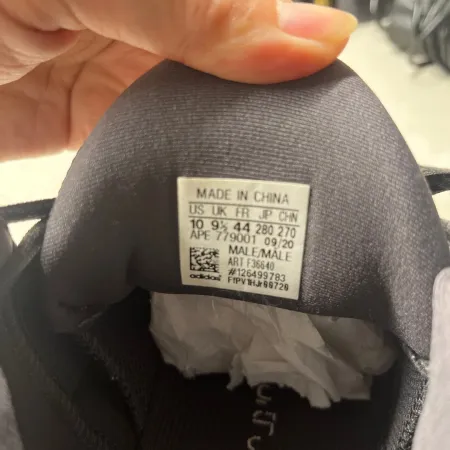 MADE IN CHINA
US UK FR JP CHN
10 9½ 44 280 270
APE 779001 09/20
MALE/MÂLE
ART F36640
#126499783
adidas